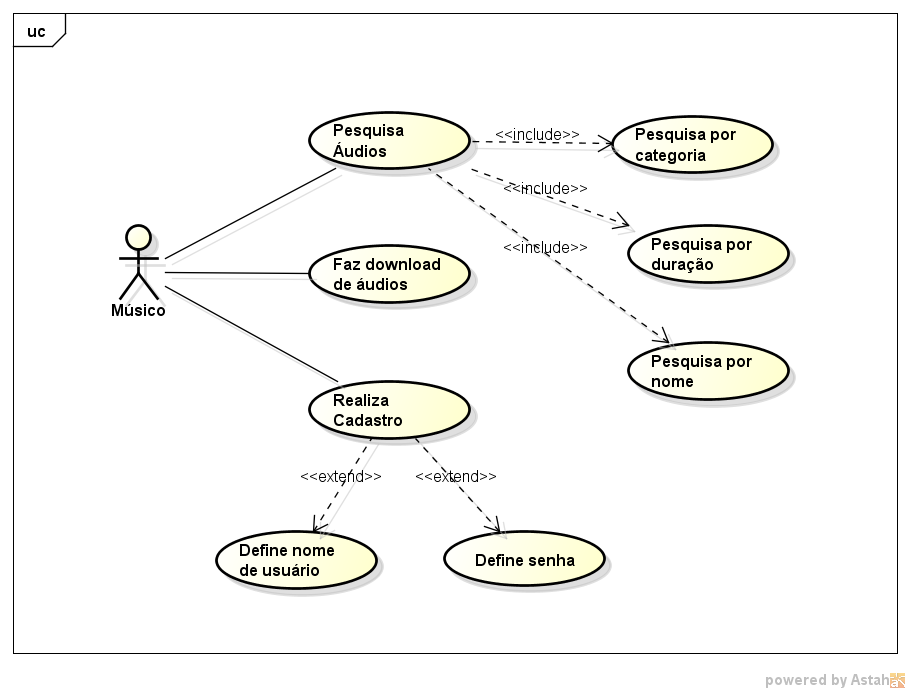 uc
Pesquisa
Áudios
<<include>>
Pesquisa por
categoria
<<include>>
Pesquisa por
duração
<<include>>
Faz download
de áudios
Músico
Pesquisa por
nome
Realiza
Cadastro
<<extend>>
<<extend>>
Define nome
de usuário
Define senha
powered by Astah